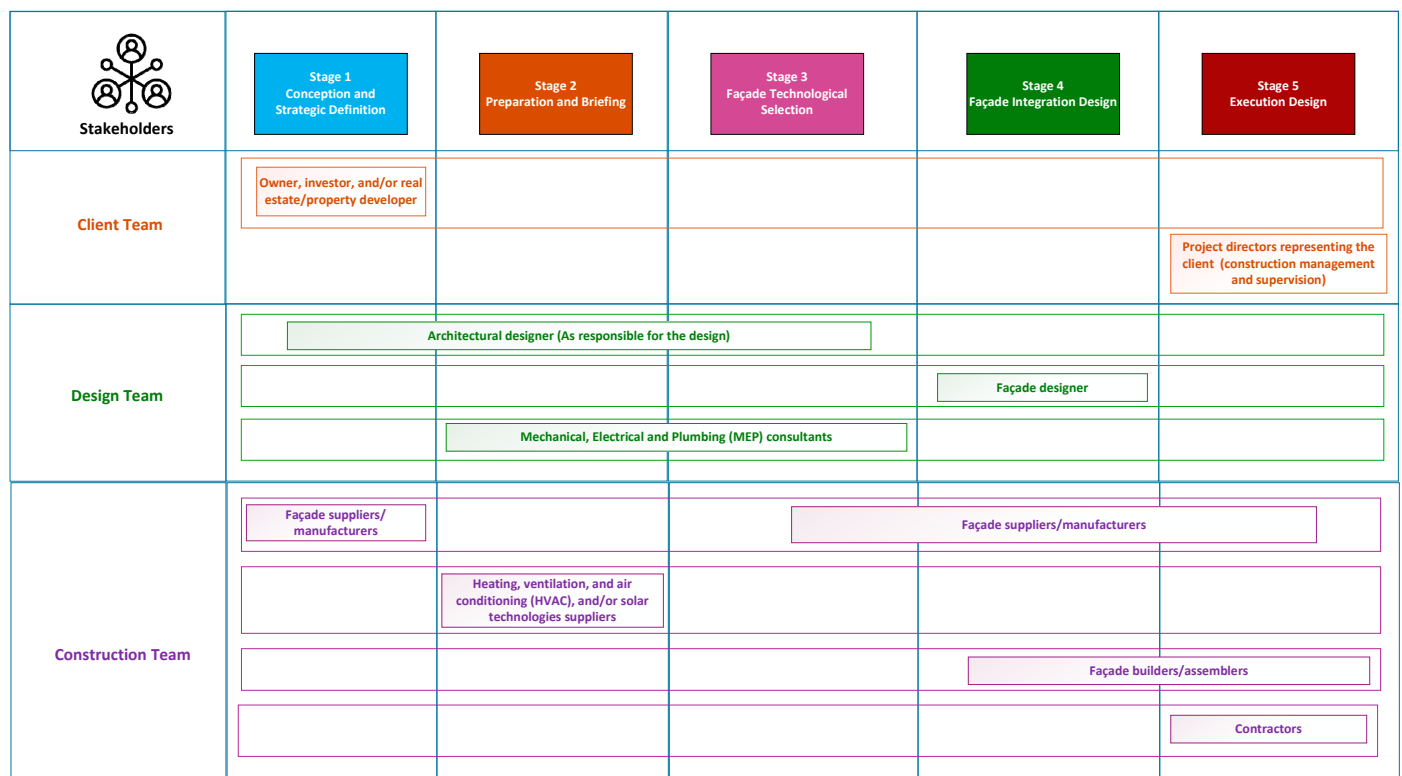 Stakeholders
Stage 1
Conception and
Strategic Definition
Stage 2
Preparation and Briefing
Stage 3
Façade Technological
Selection
Stage 4
Façade Integration Design
Stage 5
Execution Design
Client Team
Owner, investor, and/or real
estate/property developer
Project directors representing the
client (construction management
and supervision)
Design Team
Architectural designer (As responsible for the design)
Façade designer
Mechanical, Electrical and Plumbing (MEP) consultants
Construction Team
Façade suppliers/
manufacturers
Façade suppliers/manufacturers
Heating, ventilation, and air
conditioning (HVAC), and/or solar
technologies suppliers
Façade builders/assemblers
Contractors